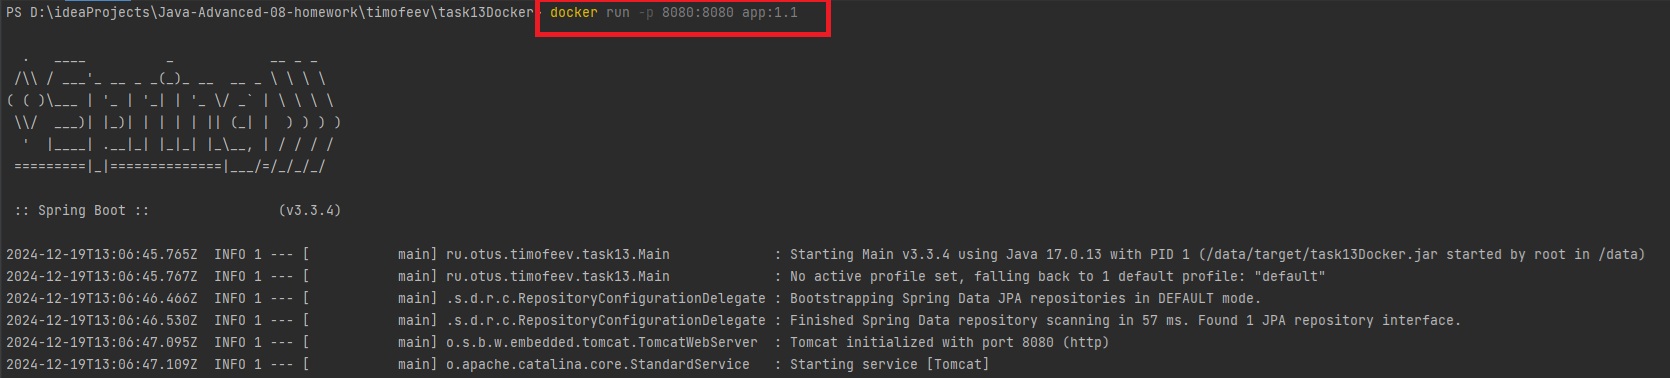 PS D:\ideaProjects\Java-Advanced-08-homework\timofeev\task13Docker> docker run -p 8080:8080 app:1.1
  .   ____          _            __ _ _
 /\\ / ___'_ __ _ _(_)_ __  __ _ \ \ \ \
( ( )\___ | '_ | '_| | '_ \/ _` | \ \ \ \
 \\/  ___)| |_)| | | | | || (_| |  ) ) ) )
  '  |____| .__|_| |_|_| |_\__, | / / / /
 =========|_|==============|___/=/_/_/_/
 :: Spring Boot ::                (v3.3.4)
2024-12-19T13:06:45.765Z  INFO 1 --- [           main] ru.otus.timofeev.task13.Main             : Starting Main v3.3.4 using Java 17.0.13 with PID 1 (/data/target/task13Docker.jar started by root in /data)
2024-12-19T13:06:45.767Z  INFO 1 --- [           main] ru.otus.timofeev.task13.Main             : No active profile set, falling back to 1 default profile: "default"
2024-12-19T13:06:46.466Z  INFO 1 --- [           main] .s.d.r.c.RepositoryConfigurationDelegate : Bootstrapping Spring Data JPA repositories in DEFAULT mode.
2024-12-19T13:06:46.530Z  INFO 1 --- [           main] .s.d.r.c.RepositoryConfigurationDelegate : Finished Spring Data repository scanning in 57 ms. Found 1 JPA repository interface.
2024-12-19T13:06:47.095Z  INFO 1 --- [           main] o.s.b.w.embedded.tomcat.TomcatWebServer  : Tomcat initialized with port 8080 (http)
2024-12-19T13:06:47.109Z  INFO 1 --- [           main] o.apache.catalina.core.StandardService   : Starting service [Tomcat]